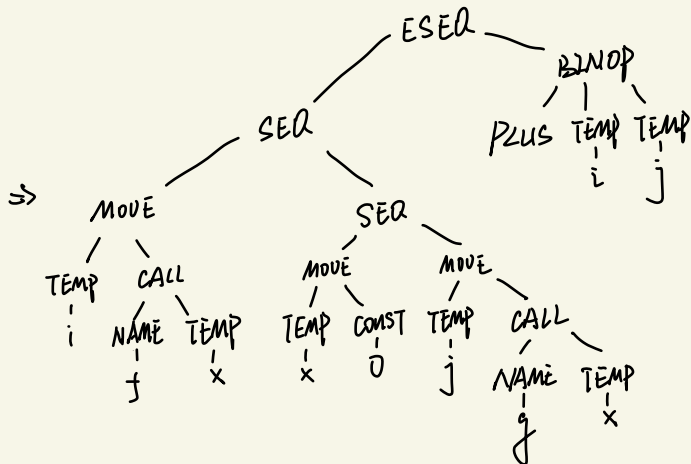 ESEQ
BINOP
SEQ
PLUS TEMP TEMP
i j
⇒
MOVE SEQ
TEMP CALL MOVE MOVE
i NAME TEMP TEMP CONST TEMP CALL
f x x 0 j NAME TEMP
g x